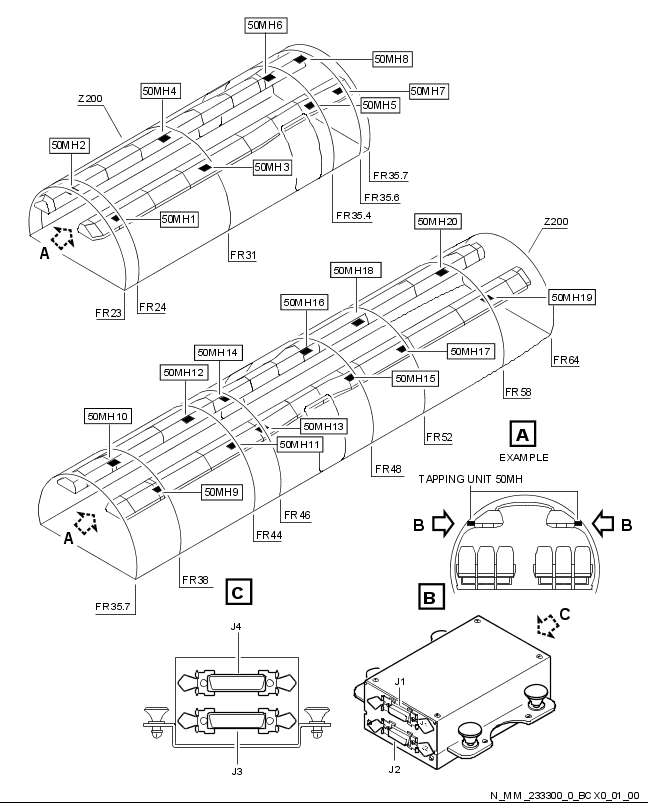 50MH6
50MH8
50MH4
50MH7
Z200
50MH5
50MH2
50MH3
FR35.7
FR35.6
50MH1
FR35.4
A
50MH20
Z200
FR31
50MH18
FR24
FR23
50MH16
50MH19
50MH14
50MH12
50MH17
FR64
50MH15
FR58
50MH10
50MH13
A
FR52
50MH11
EXAMPLE
FR48
TAPPING UNIT 50MH
50MH9
FR46
B
B
A
FR44
FR38
C
B
FR35.7
C
J4
J1
J1
J2
J3
J2
N_MM_233300_0_BCX0_01_00